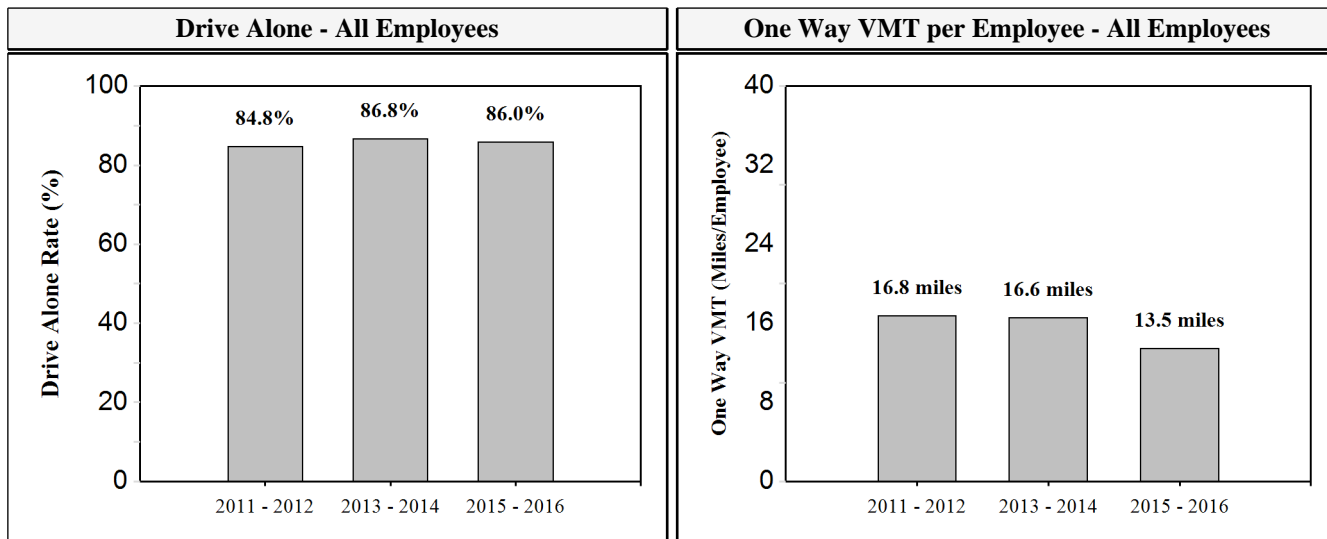 Drive Alone - All Employees
Drive Alone Rate (%)
100
80
60
40
20
0
84.8%
86.8%
86.0%
2011 - 2012
2013 - 2014
2015 - 2016
One Way VMT per Employee - All Employees
One Way VMT (Miles/Employee)
40
32
24
16
8
0
16.8 miles
16.6 miles
13.5 miles
2011 - 2012
2013 - 2014
2015 - 2016